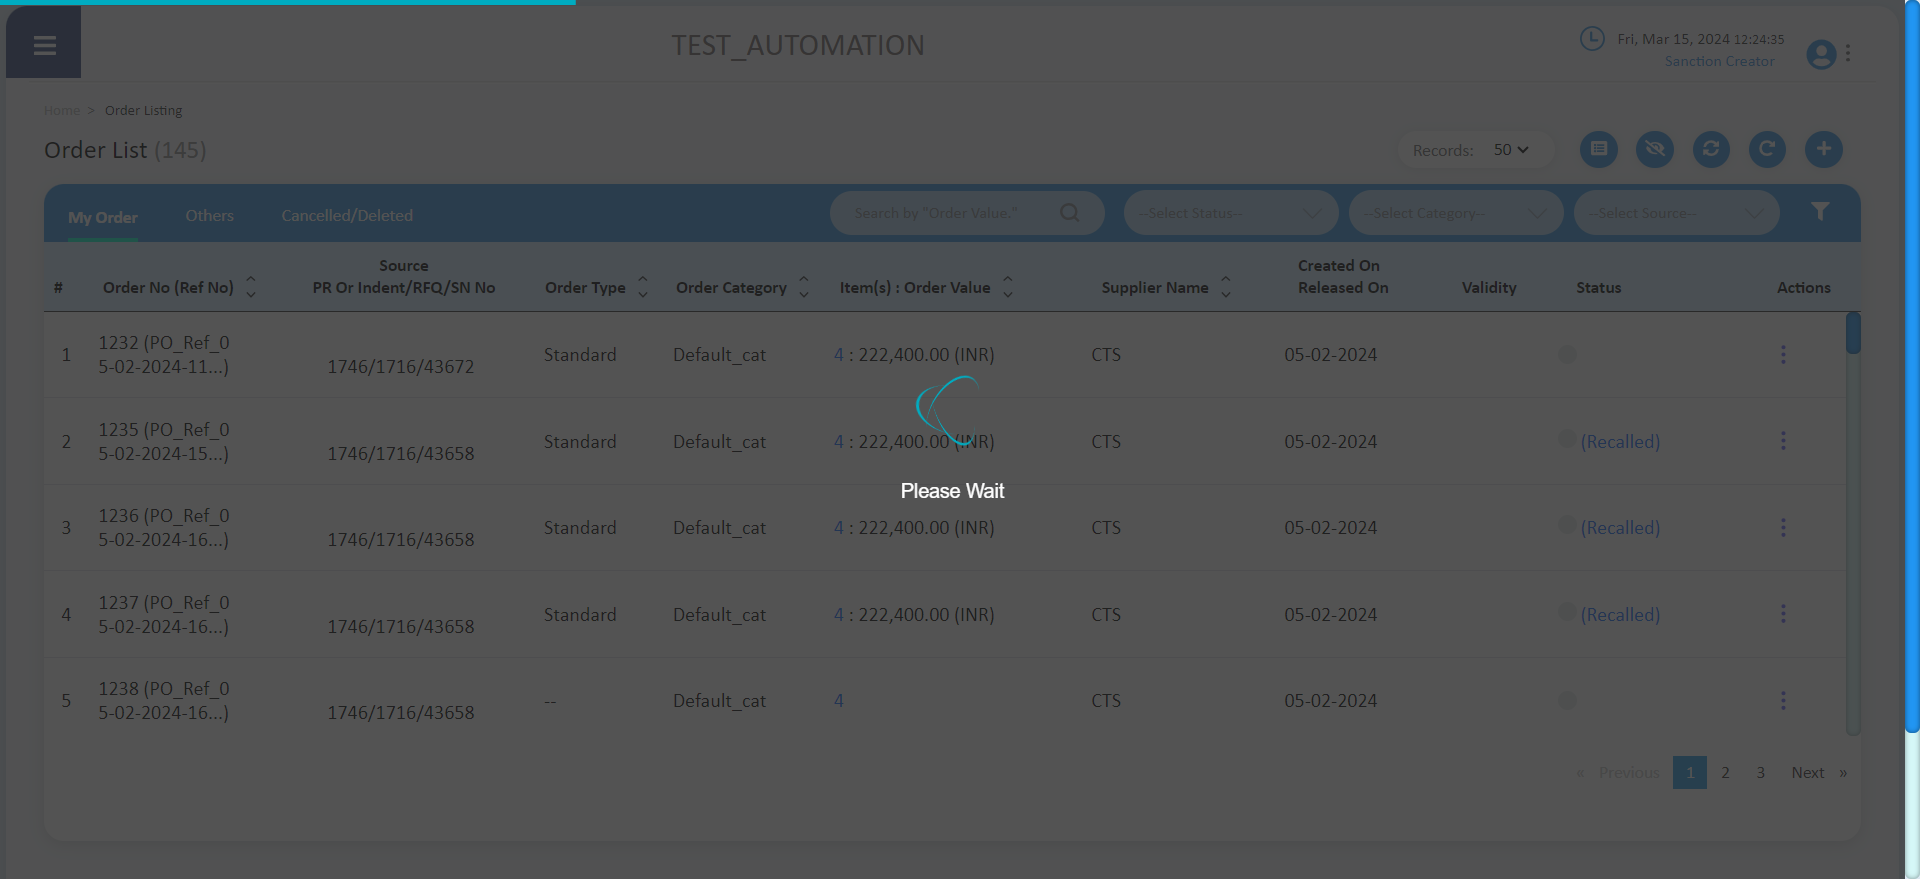 TEST_AUTOMATION
Fri, Mar 15, 2024 12:24:35
Sanction Creator
Home > Order Listing
Order List (145)
Records: 50
My Order Others Cancelled/Deleted Search by "Order Value." --Select Status-- --Select Category-- --Select Source--
# Order No (Ref No) Source Order Type Order Category Item(s) : Order Value Supplier Name Created On Validity Status Actions
PR Or Indent/RFQ/SN No Released On
1 1232 (PO_Ref_0 Standard Default_cat 4 : 222,400.00 (INR) CTS 05-02-2024
5-02-2024-11...) 1746/1716/43672
2 1235 (PO_Ref_0 Standard Default_cat 4 : 222,400.00 (INR) CTS 05-02-2024 (Recalled)
5-02-2024-15...) 1746/1716/43658
Please Wait
3 1236 (PO_Ref_0 Standard Default_cat 4 : 222,400.00 (INR) CTS 05-02-2024 (Recalled)
5-02-2024-16...) 1746/1716/43658
4 1237 (PO_Ref_0 Standard Default_cat 4 : 222,400.00 (INR) CTS 05-02-2024 (Recalled)
5-02-2024-16...) 1746/1716/43658
5 1238 (PO_Ref_0 -- Default_cat 4 CTS 05-02-2024
5-02-2024-16...) 1746/1716/43658
« Previous 1 2 3 Next »